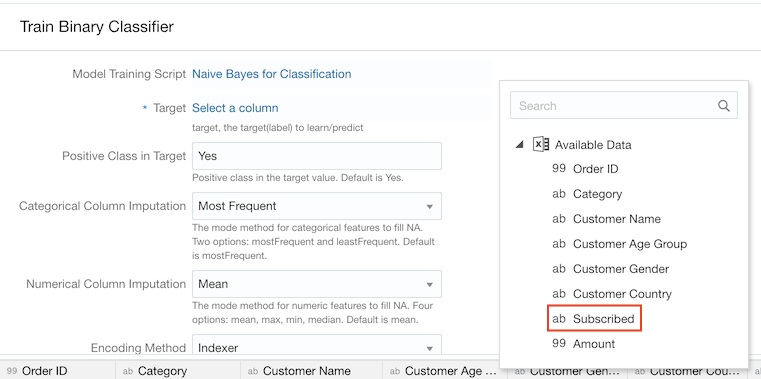 Train Binary Classifier
Model Training Script Naive Bayes for Classification
* Target Select a column
target, the target(label) to learn/predict
Positive Class in Target Yes
Positive class in the target value. Default is Yes.
Categorical Column Imputation Most Frequent
The mode method for categorical features to fill NA.
Two options: mostFrequent and leastFrequent. Default
is mostFrequent.
Numerical Column Imputation Mean
The mode method for numeric features to fill NA. Four
options: mean, max, min, median. Default is mean.
Encoding Method Indexer
Search
Available Data
99 Order ID
ab Category
ab Customer Name
ab Customer Age Group
ab Customer Gender
ab Customer Country
ab Subscribed
99 Amount
99 Order ID ab Category ab Customer Name ab Customer Age ... ab Customer Gen... ab Customer Cou...